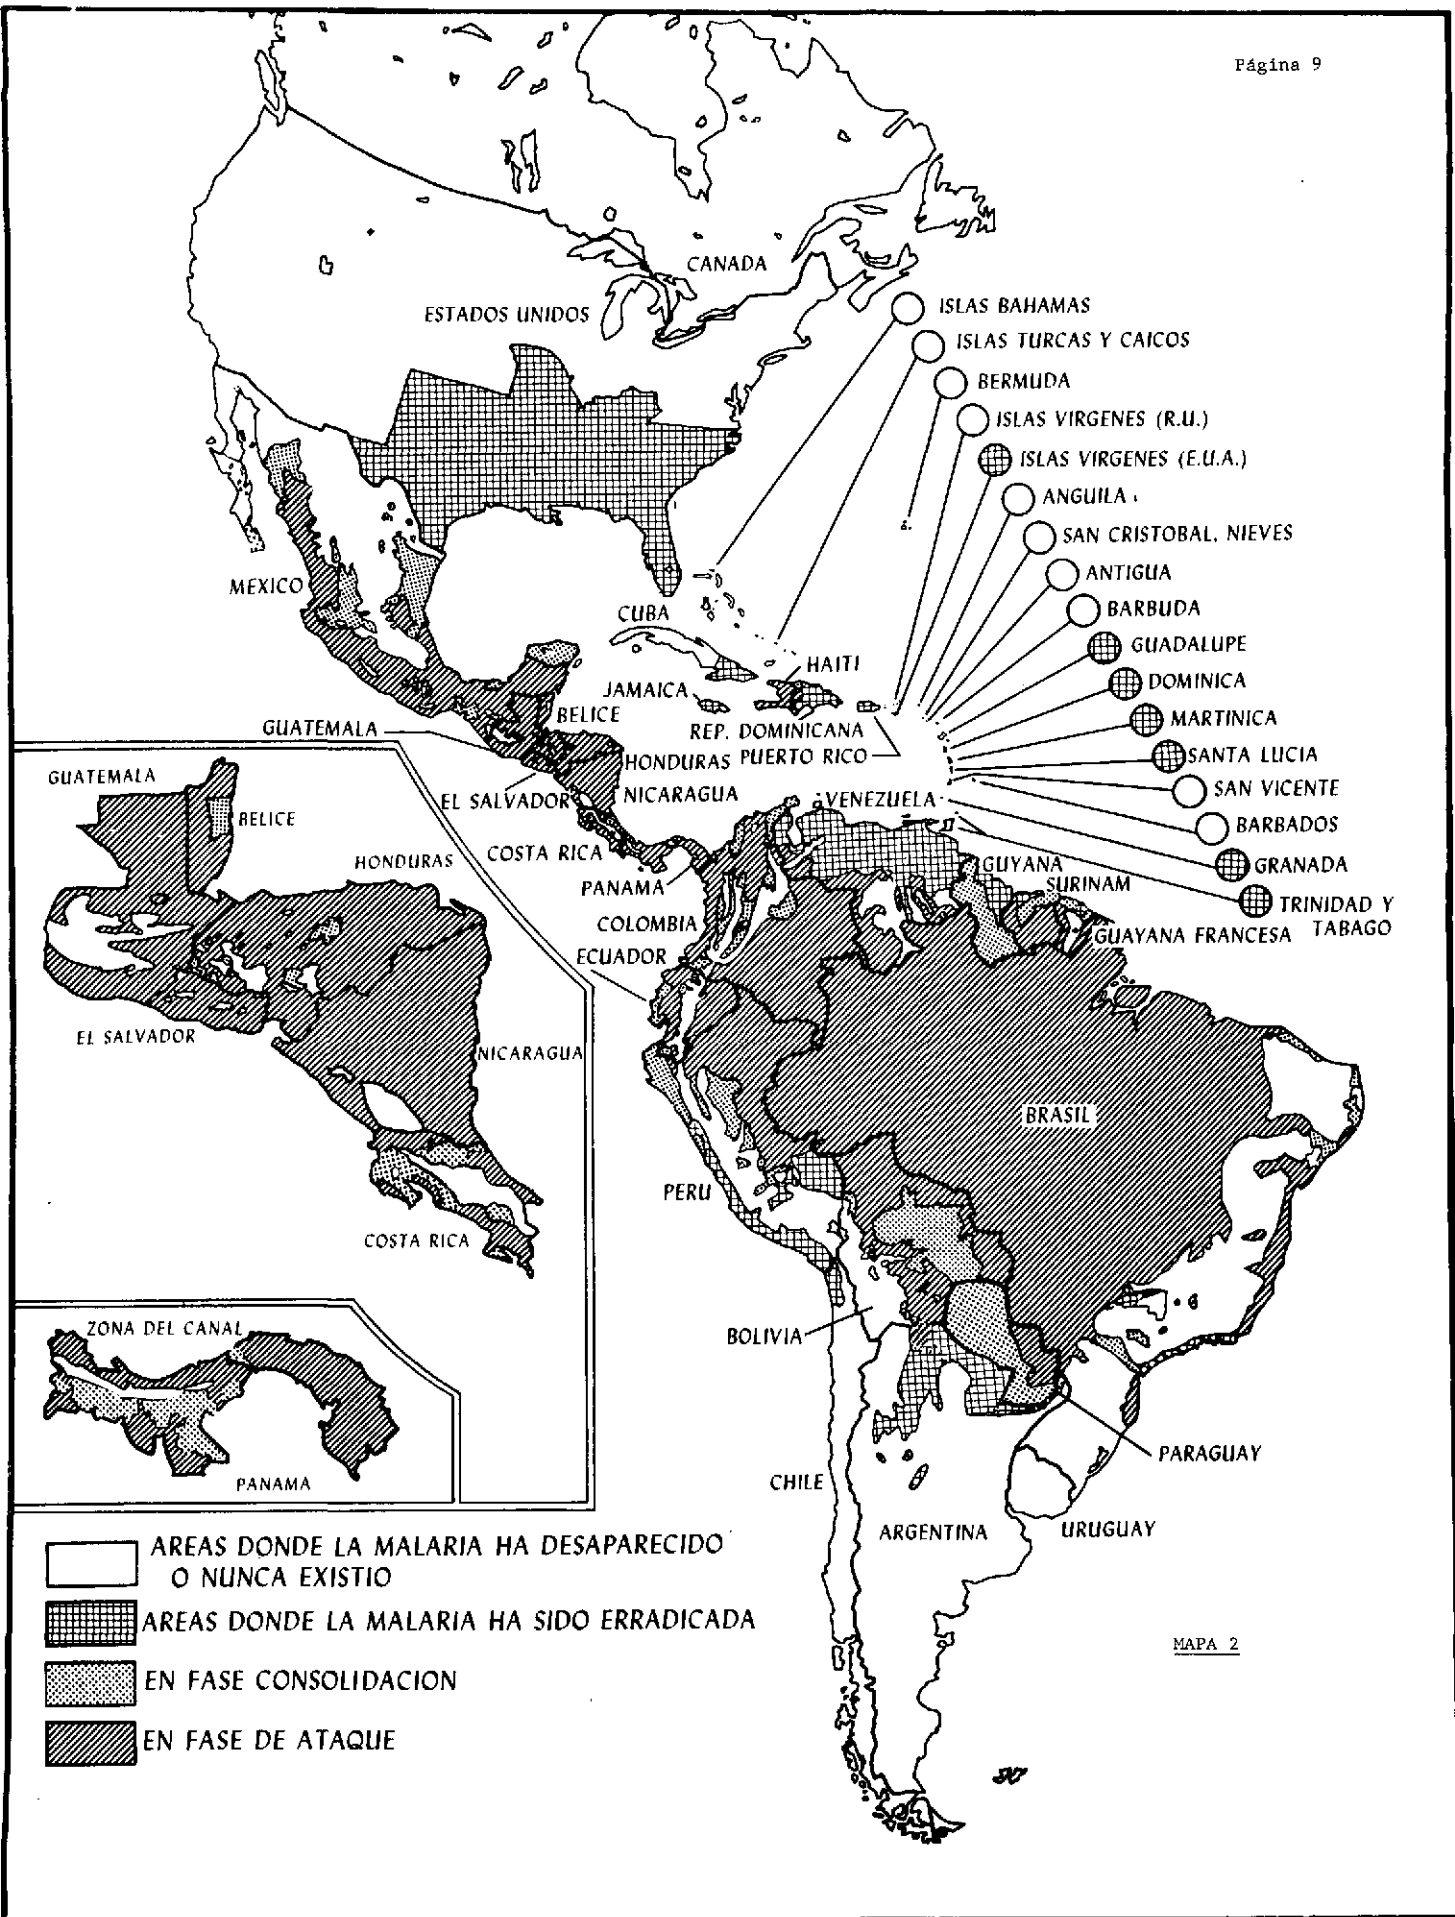 Página 9
CANADA
ESTADOS UNIDOS
ISLAS BAHAMAS
ISLAS TURCAS Y CAICOS
BERMUDA
ISLAS VIRGENES (R.U.)
ISLAS VIRGENES (E.U.A.)
ANGUILA
SAN CRISTOBAL, NIEVES
ANTIGUA
BARBUDA
GUADALUPE
DOMINICA
MARTINICA
SANTA LUCIA
SAN VICENTE
BARBADOS
GRANADA
TRINIDAD Y
TABAGO
MEXICO
CUBA
HAITI
JAMAICA
REP. DOMINICANA
PUERTO RICO
BELICE
GUATEMALA
HONDURAS
EL SALVADOR
NICARAGUA
COSTA RICA
PANAMA
VENEZUELA
GUYANA
SURINAM
GUAYANA FRANCESA
COLOMBIA
ECUADOR
BRASIL
PERU
BOLIVIA
PARAGUAY
CHILE
ARGENTINA
URUGUAY
GUATEMALA
BELICE
HONDURAS
EL SALVADOR
NICARAGUA
COSTA RICA
ZONA DEL CANAL
PANAMA
AREAS DONDE LA MALARIA HA DESAPARECIDO
O NUNCA EXISTIO
AREAS DONDE LA MALARIA HA SIDO ERRADICADA
EN FASE CONSOLIDACION
EN FASE DE ATAQUE
MAPA 2